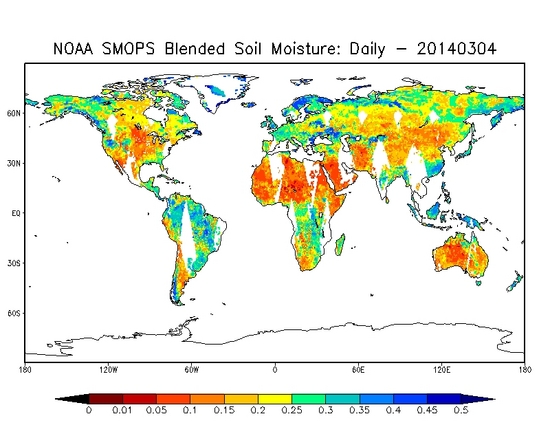 NOAA SMOPS Blended Soil Moisture: Daily – 20140304
60N
30N
EQ
30S
60S
180 120W 60W 0 60E 120E 180
0 0.01 0.05 0.1 0.15 0.2 0.25 0.3 0.35 0.4 0.45 0.5